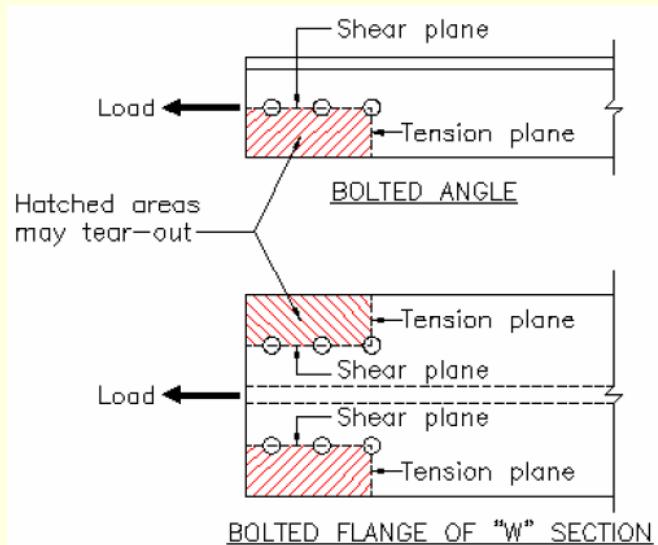 Shear plane
Load
Tension plane
BOLTED ANGLE
Hatched areas
may tear-out
Tension plane
Shear plane
Load
Shear plane
Tension plane
BOLTED FLANGE OF "W" SECTION